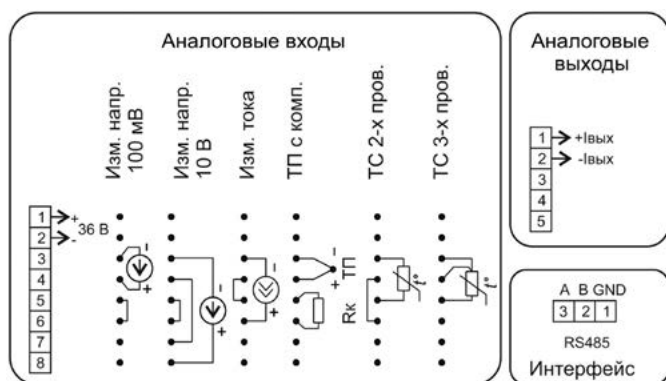 Аналоговые входы
Изм. напр.
100 мВ
Изм. напр.
10 В
Изм. тока
ТП с комп.
ТС 2-х пров.
ТС 3-х пров.
1 + 36 В
2 -
3
4
5
6
7
8
- +
- +
- +
- + ТП
Rк
t°
t°
Аналоговые
выходы
1 +Iвых
2 -Iвых
3
4
5
A B GND
3 2 1
RS485
Интерфейс